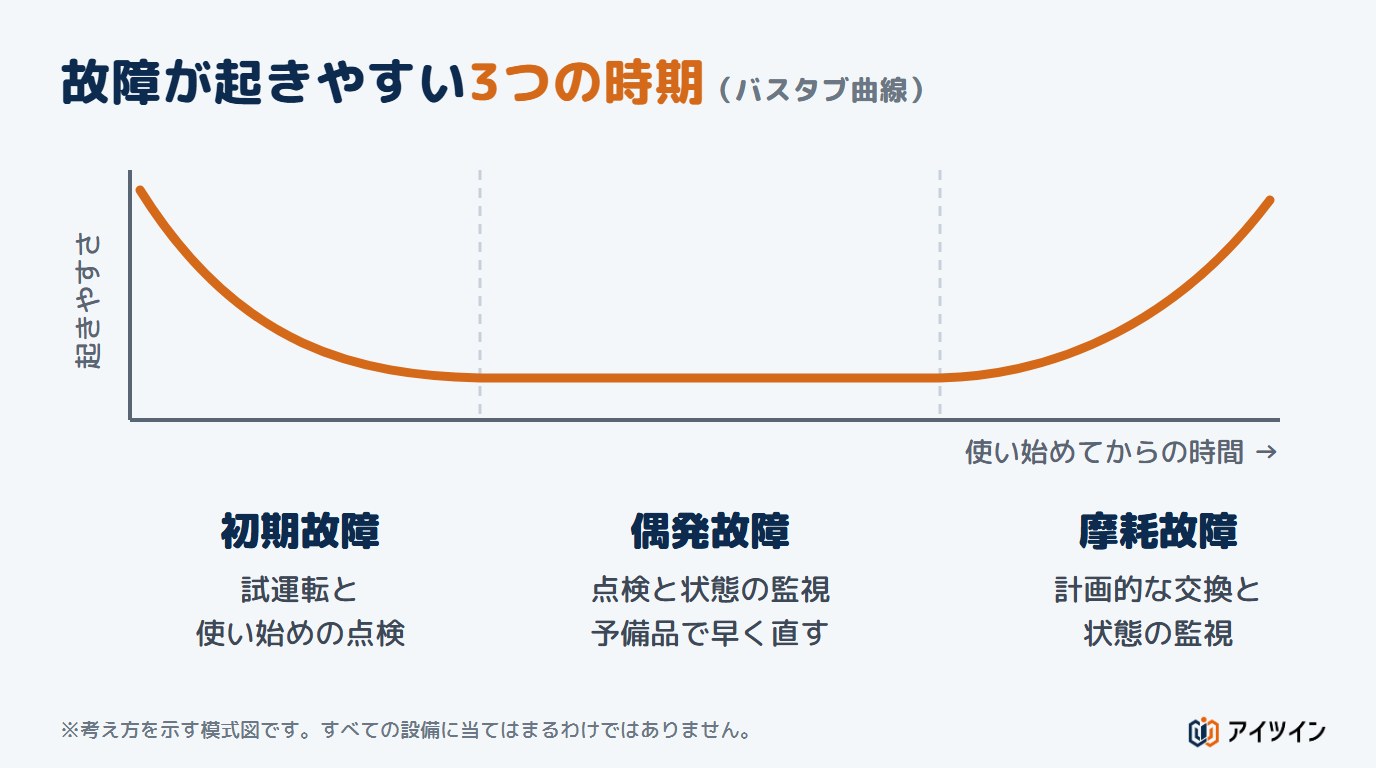 故障が起きやすい3つの時期（バスタブ曲線）
起きやすさ
使い始めてからの時間 →
初期故障
試運転と
使い始めの点検
偶発故障
点検と状態の監視
予備品で早く直す
摩耗故障
計画的な交換と
状態の監視
※考え方を示す模式図です。すべての設備に当てはまるわけではありません。
アイツイン